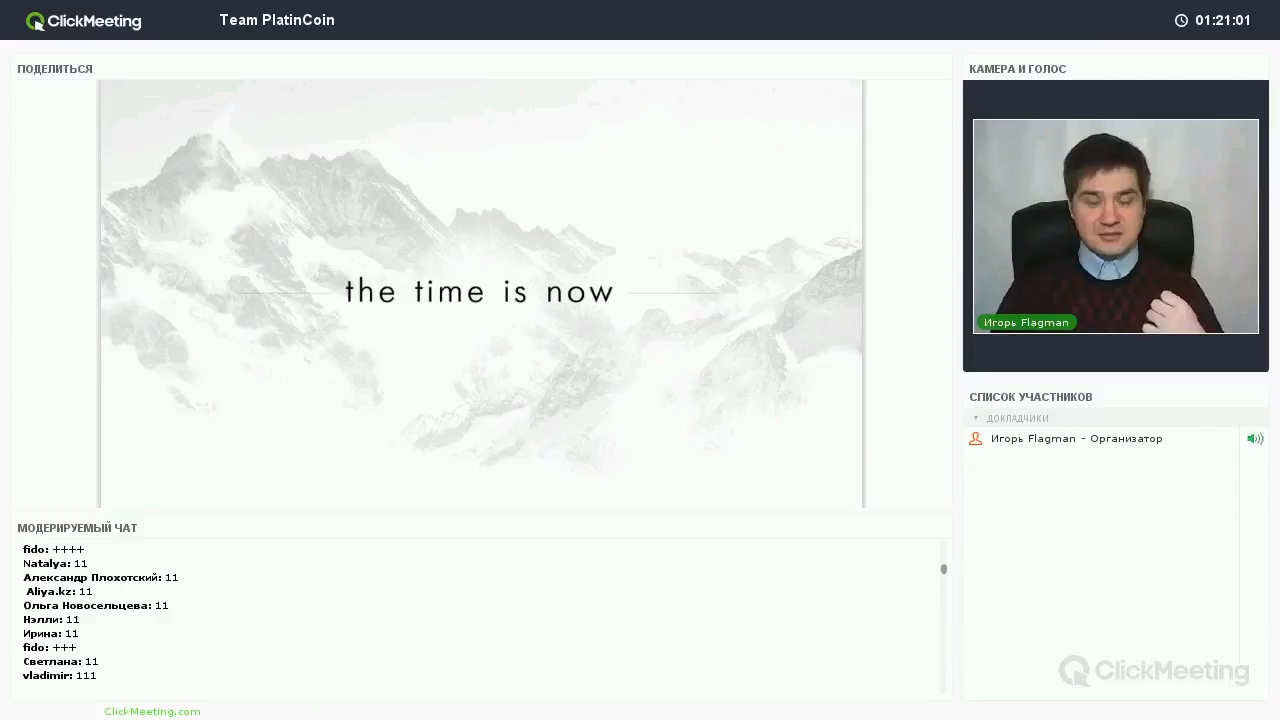 ClickMeeting
Team PlatinCoin
01:21:01
ПОДЕЛИТЬСЯ
the time is now
МОДЕРИРУЕМЫЙ ЧАТ
fido: ++++
Natalya: 11
Александр Плохотский: 11
Aliya.kz: 11
Ольга Новосельцева: 11
Нэлли: 11
Ирина: 11
fido: +++
Светлана: 11
vladimir: 111
ClickMeeting.com
КАМЕРА И ГОЛОС
Игорь Flagman
СПИСОК УЧАСТНИКОВ
ДОКЛАДЧИКИ
Игорь Flagman - Организатор
ClickMeeting